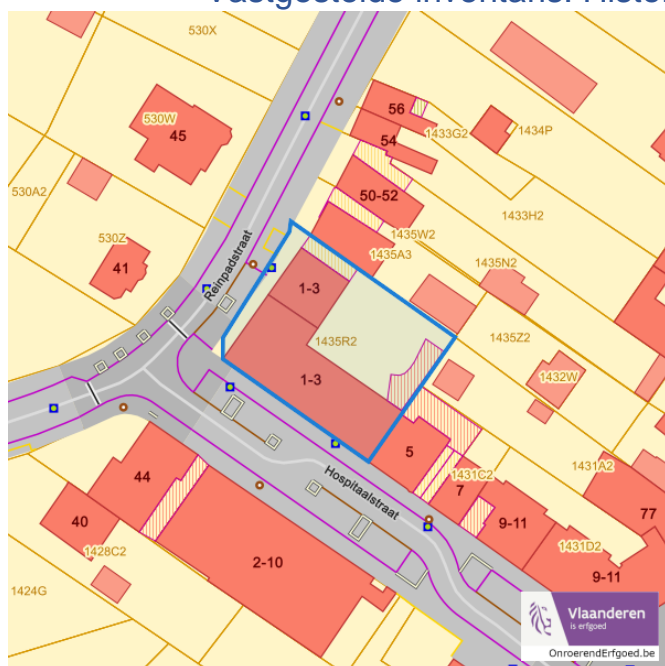 Vastgestelde Inventaris: Histor
530X
530W
45
56
54
1433G2
1434P
530A2
50-52
1433H2
530Z
1435W2
1435A3
1435N2
41
Reinpadstraat
1-3
1435R2
1435Z2
1-3
1432W
5
Hospitaalstraat
1431C2
7
1431A2
44
40
1428C2
9-11
77
1431D2
9-11
2-10
1424G
Vlaanderen
is erfgoed
OnroerendErfgoed.be